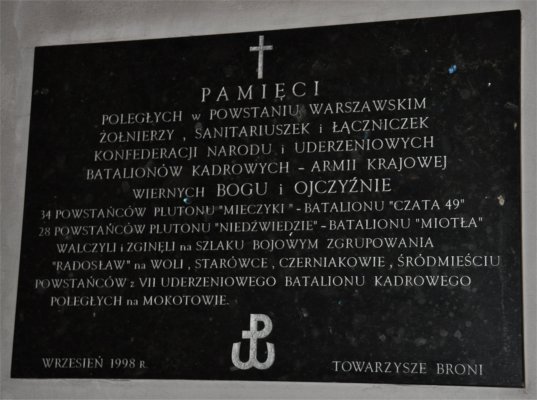 PAMIĘCI
POLEGŁYCH w POWSTANIU WARSZAWSKIM
ŻOŁNIERZY, SANITARIUSZEK i ŁĄCZNICZEK
KONFEDERACJI NARODU i UDERZENIOWYCH
BATALIONÓW KADROWYCH - ARMII KRAJOWEJ
WIERNYCH BOGU i OJCZYŹNIE
34 POWSTAŃCÓW PLUTONU "MIECZYKI" - BATALIONU "CZATA 49"
28 POWSTAŃCÓW PLUTONU "NIEDŹWIEDZIE" - BATALIONU "MIOTŁA"
WALCZYLI i ZGINĘLI na SZLAKU BOJOWYM ZGRUPOWANIA
"RADOSŁAW" na WOLI, STARÓWCE, CZERNIAKOWIE, ŚRÓDMIEŚCIU
POWSTAŃCÓW z VII UDERZENIOWEGO BATALIONU KADROWEGO
POLEGŁYCH na MOKOTOWIE.
WRZESIEŃ 1998 R. TOWARZYSZE BRONI